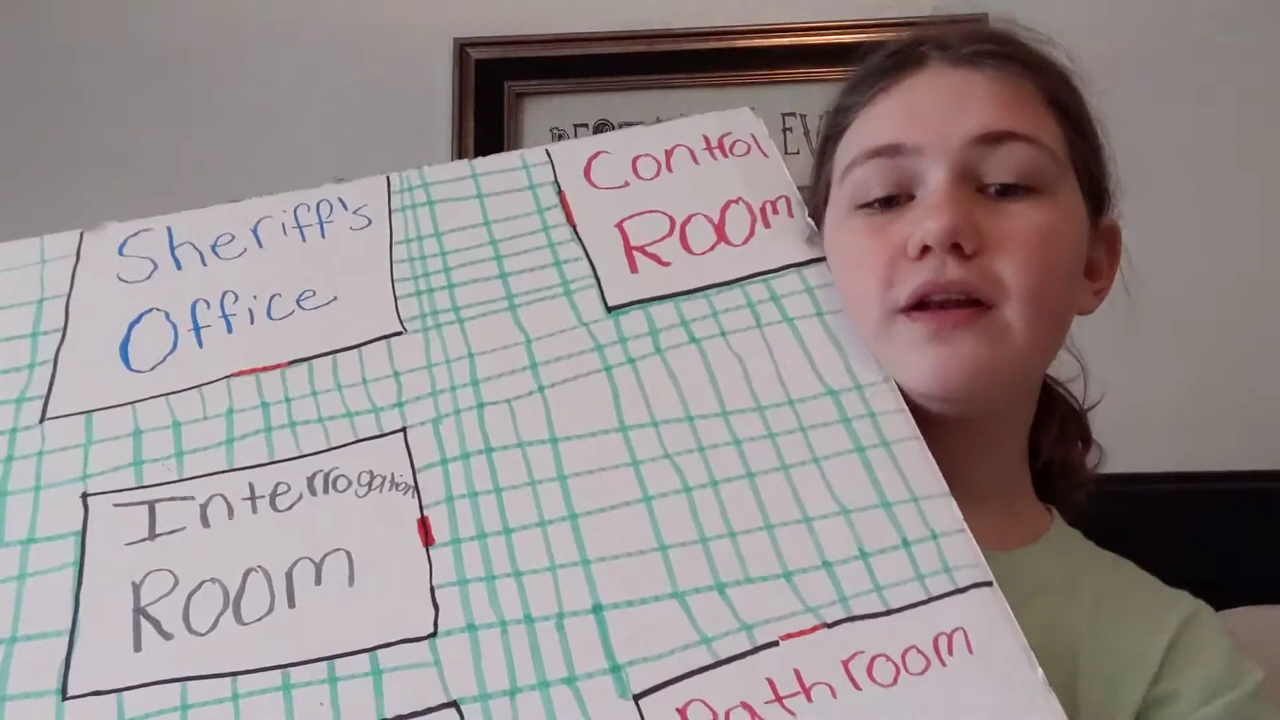 Control
Room
Sheriff's
Office
Interrogation
Room
Bathroom